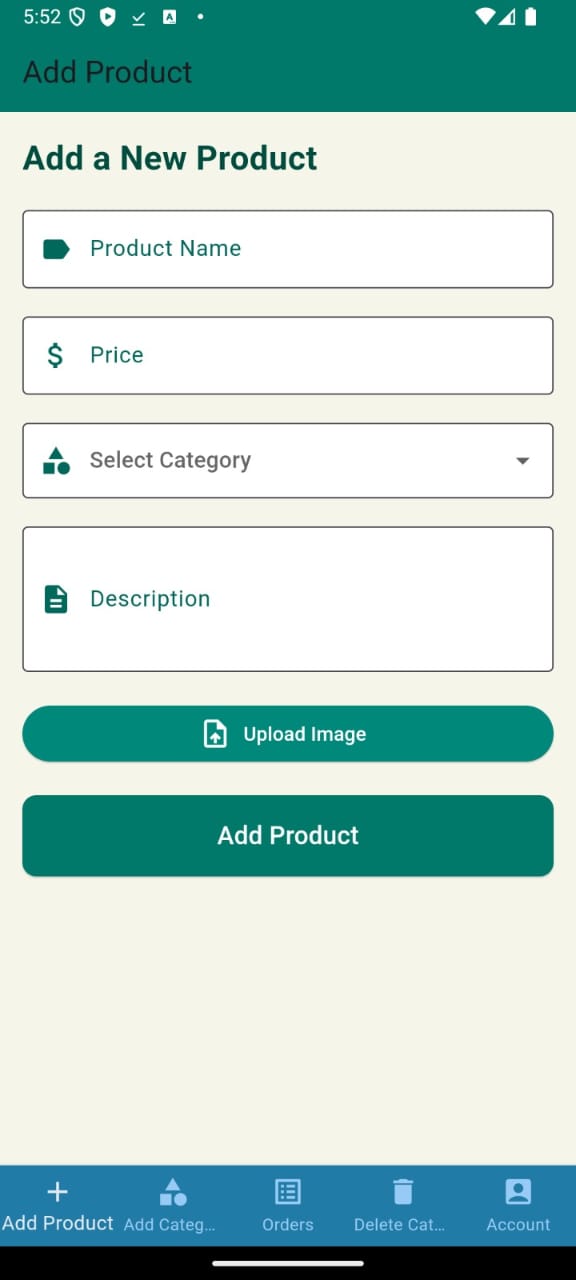 5:52
Add Product
Add a New Product
Product Name
Price
Select Category
Description
Upload Image
Add Product
Add Product Add Categ... Orders Delete Cat... Account